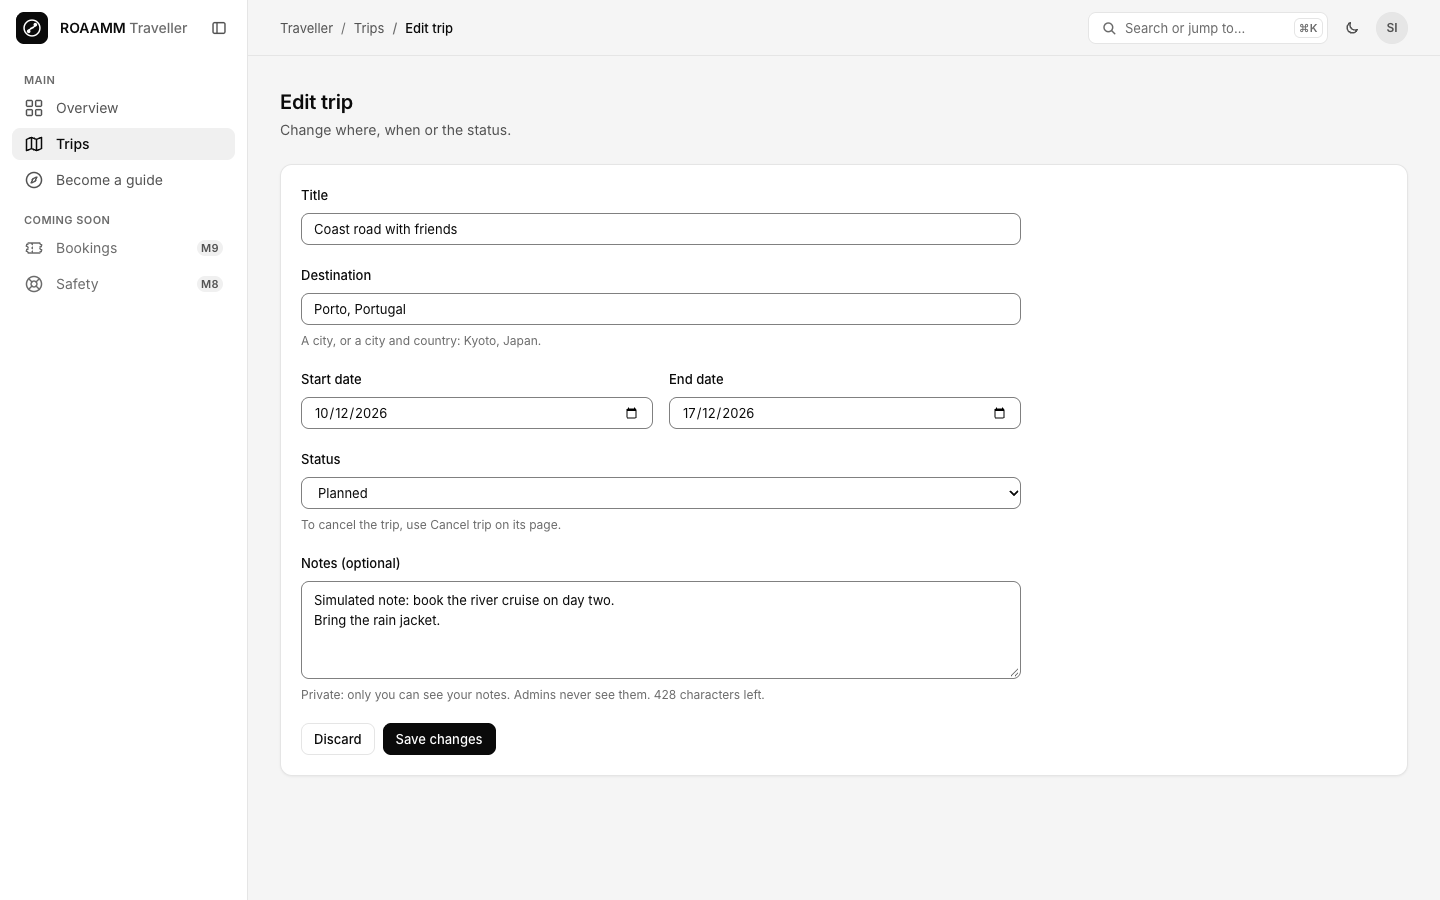 ROAAMM Traveller
MAIN
Overview
Trips
Become a guide
COMING SOON
Bookings M9
Safety M8
Traveller / Trips / Edit trip
Search or jump to... ⌘K
SI
Edit trip
Change where, when or the status.
Title
Coast road with friends
Destination
Porto, Portugal
A city, or a city and country: Kyoto, Japan.
Start date End date
10/12/2026 17/12/2026
Status
Planned
To cancel the trip, use Cancel trip on its page.
Notes (optional)
Simulated note: book the river cruise on day two.
Bring the rain jacket.
Private: only you can see your notes. Admins never see them. 428 characters left.
Discard Save changes